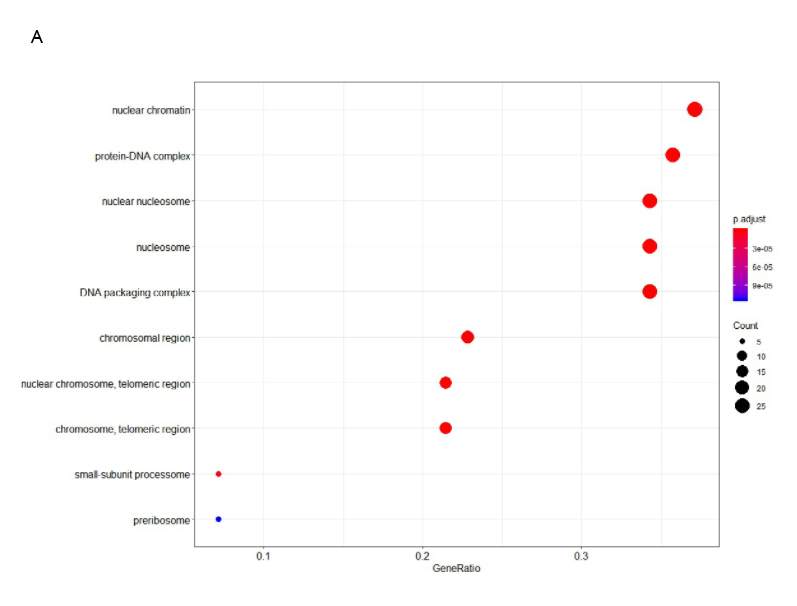 A
nuclear chromatin
protein-DNA complex
nuclear nucleosome
nucleosome
DNA packaging complex
chromosomal region
nuclear chromosome, telomeric region
chromosome, telomeric region
small-subunit processome
preribosome
0.1
0.2
0.3
GeneRatio
p.adjust
3e-05
6e-05
9e-05
Count
5
10
15
20
25